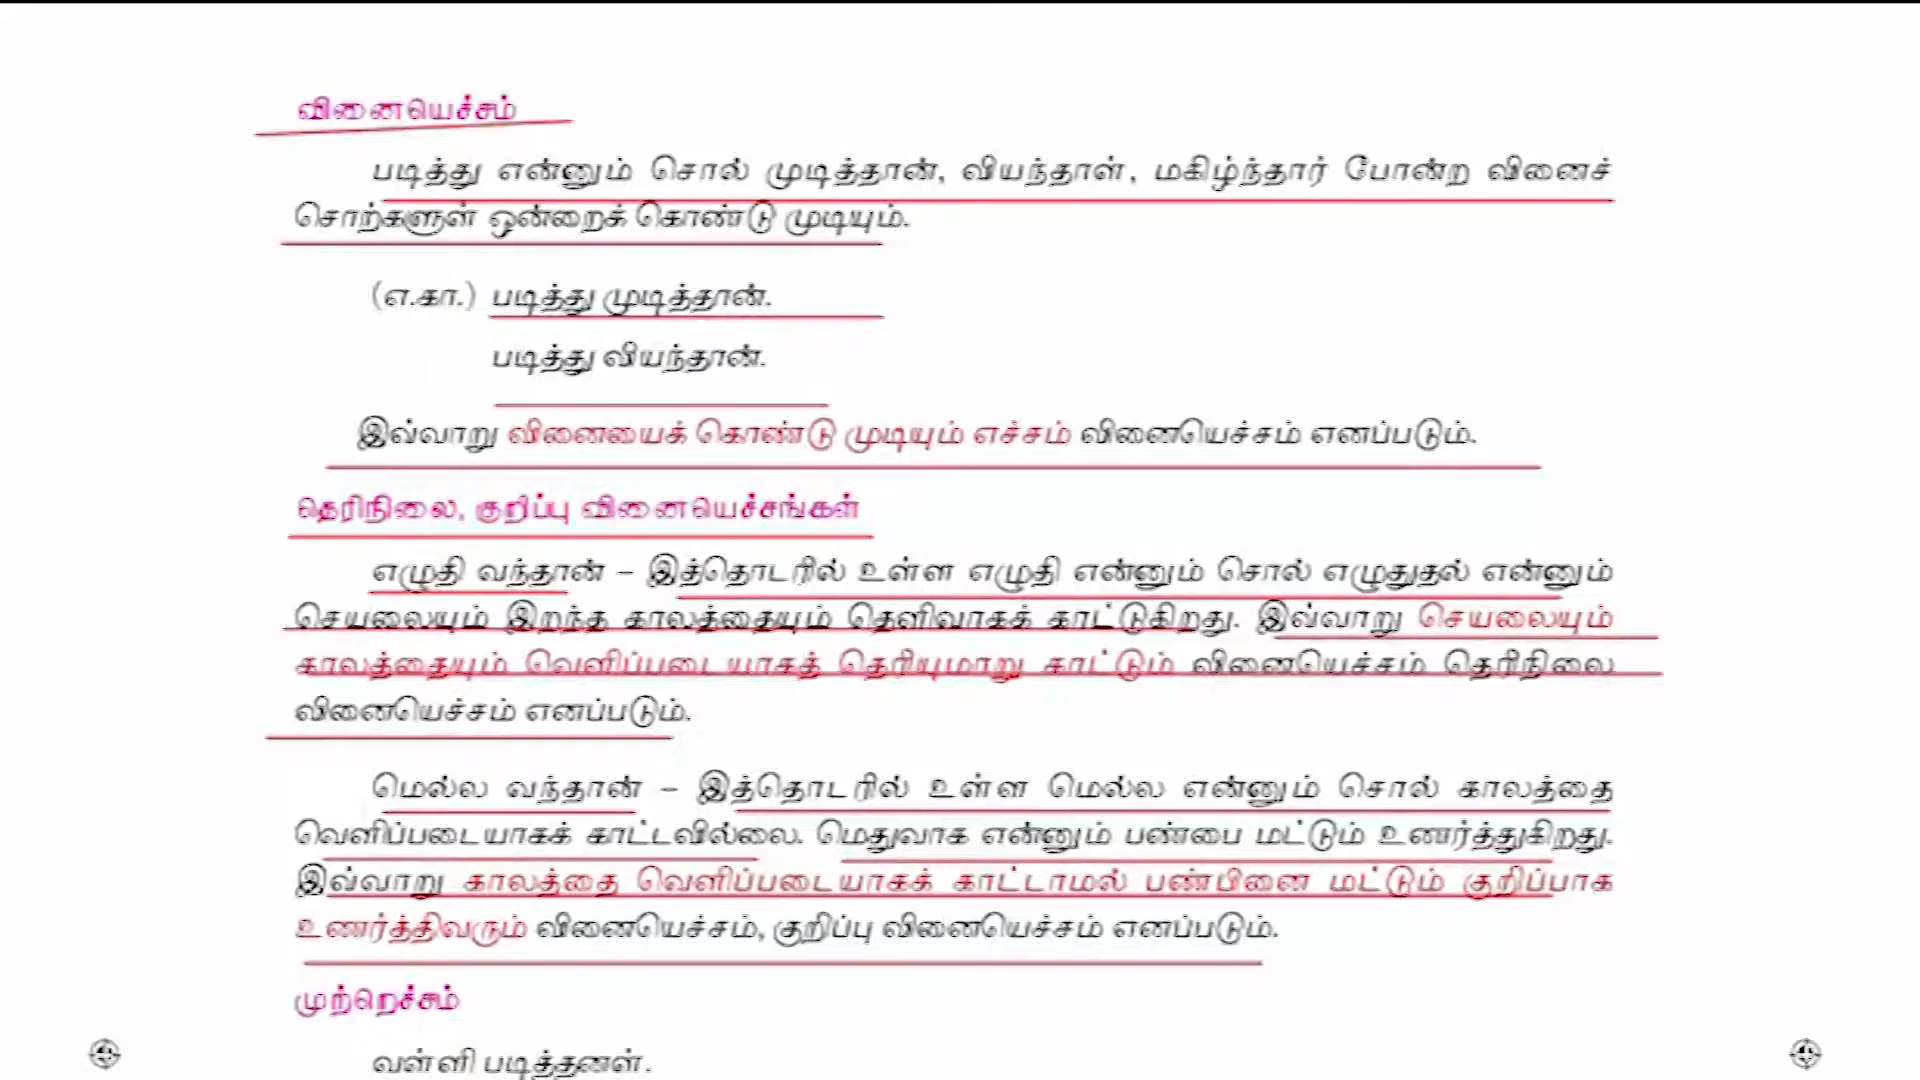 வினையெச்சம்
படித்து என்னும் சொல் முடித்தான், வியந்தாள், மகிழ்ந்தார் போன்ற வினைச்
சொற்களுள் ஒன்றைக் கொண்டு முடியும்.
(எ.கா.) படித்து முடித்தான்.
படித்து வியந்தான்.
இவ்வாறு வினையைக் கொண்டு முடியும் எச்சம் வினையெச்சம் எனப்படும்.
தெரிநிலை, குறிப்பு வினையெச்சங்கள்
எழுதி வந்தான் – இத்தொடரில் உள்ள எழுதி என்னும் சொல் எழுதுதல் என்னும்
செயலையும் இறந்த காலத்தையும் தெளிவாகக் காட்டுகிறது. இவ்வாறு செயலையும்
காலத்தையும் வெளிப்படையாகத் தெரியுமாறு காட்டும் வினையெச்சம் தெரிநிலை
வினையெச்சம் எனப்படும்.
மெல்ல வந்தான் – இத்தொடரில் உள்ள மெல்ல என்னும் சொல் காலத்தை
வெளிப்படையாகக் காட்டவில்லை. மெதுவாக என்னும் பண்பை மட்டும் உணர்த்துகிறது.
இவ்வாறு காலத்தை வெளிப்படையாகக் காட்டாமல் பண்பினை மட்டும் குறிப்பாக
உணர்த்திவரும் வினையெச்சம், குறிப்பு வினையெச்சம் எனப்படும்.
முற்றெச்சம்
வள்ளி படித்தனள்.